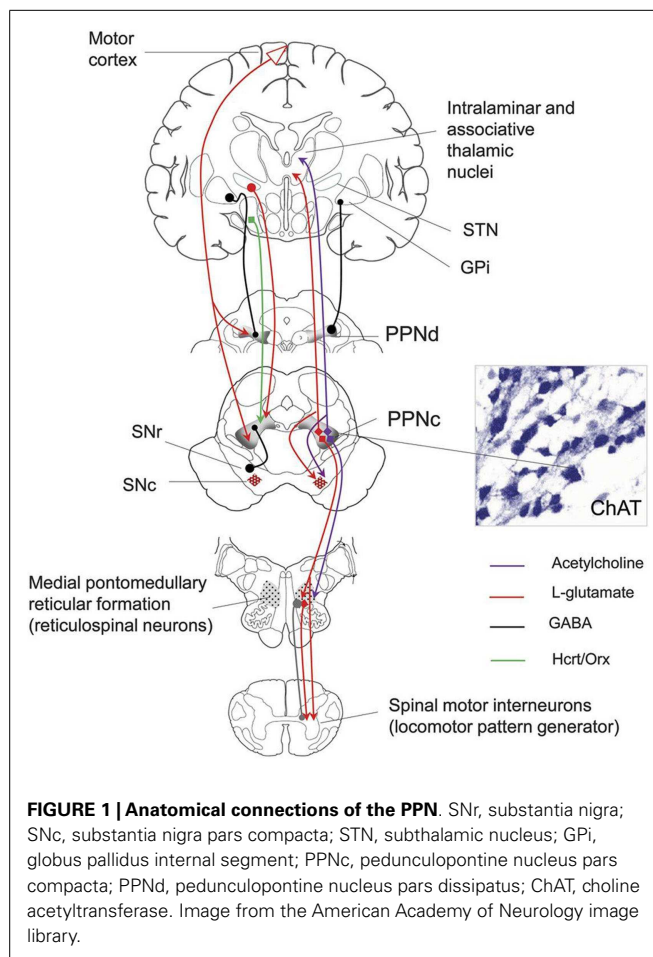 Motor
cortex
Intralaminar and
associative
thalamic
nuclei
STN
GPi
PPNd
PPNc
SNr
SNc
ChAT
Acetylcholine
L-glutamate
GABA
Hcrt/Orx
Medial pontomedullary
reticular formation
(reticulospinal neurons)
Spinal motor interneurons
(locomotor pattern generator)
FIGURE 1 | Anatomical connections of the PPN. SNr, substantia nigra;
SNc, substantia nigra pars compacta; STN, subthalamic nucleus; GPi,
globus pallidus internal segment; PPNc, pedunculopontine nucleus pars
compacta; PPNd, pedunculopontine nucleus pars dissipatus; ChAT, choline
acetyltransferase. Image from the American Academy of Neurology image
library.